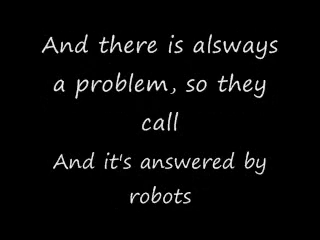 And there is alsways
a problem, so they
call
And it's answered by
robots